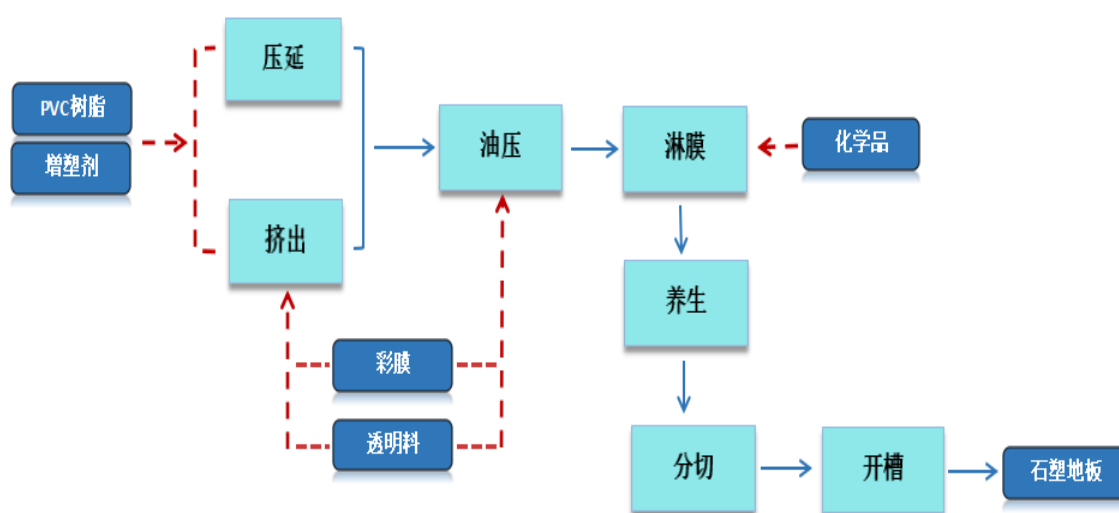 压延
PVC树脂
增塑剂
挤出
油压
淋膜
化学品
养生
彩膜
透明料
分切
开槽
石塑地板